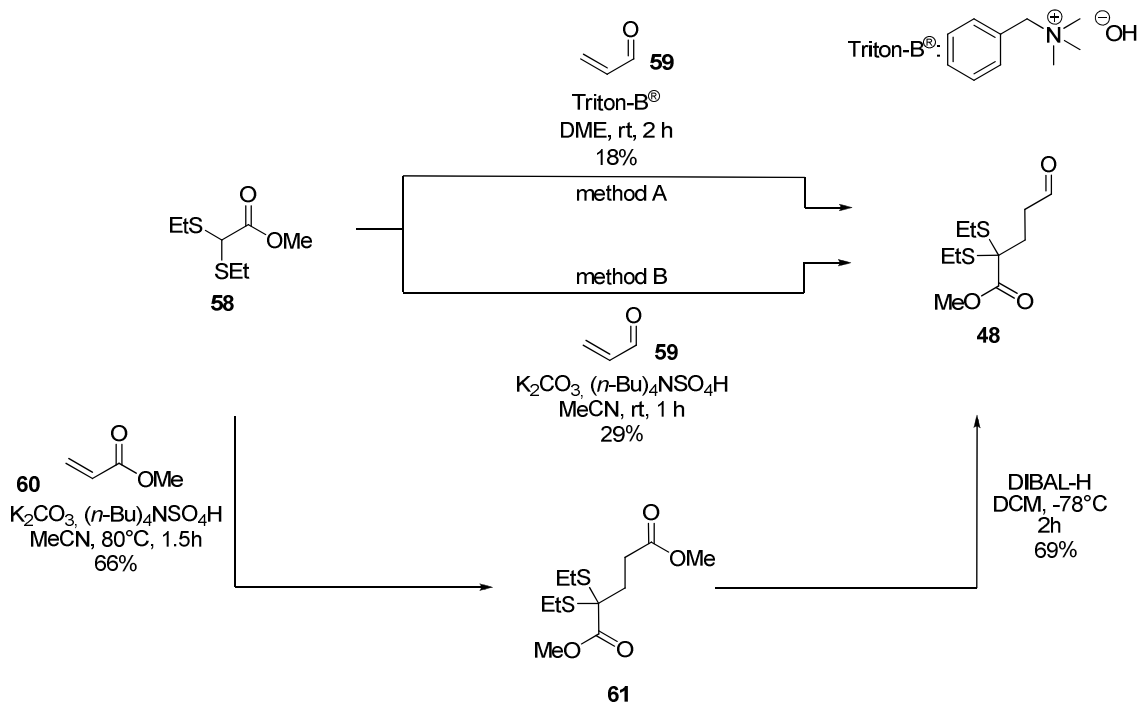 O
59
Triton-B®
DME, rt, 2 h
18%
method A
Triton-B®:
N
+
−
OH
O
EtS
OMe
SEt
58
method B
O
59
K₂CO₃, (n-Bu)₄NSO₄H
MeCN, rt, 1 h
29%
O
EtS
EtS
MeO
O
48
60
O
OMe
K₂CO₃, (n-Bu)₄NSO₄H
MeCN, 80°C, 1.5h
66%
O
OMe
EtS
EtS
MeO
O
61
DIBAL-H
DCM, -78°C
2h
69%